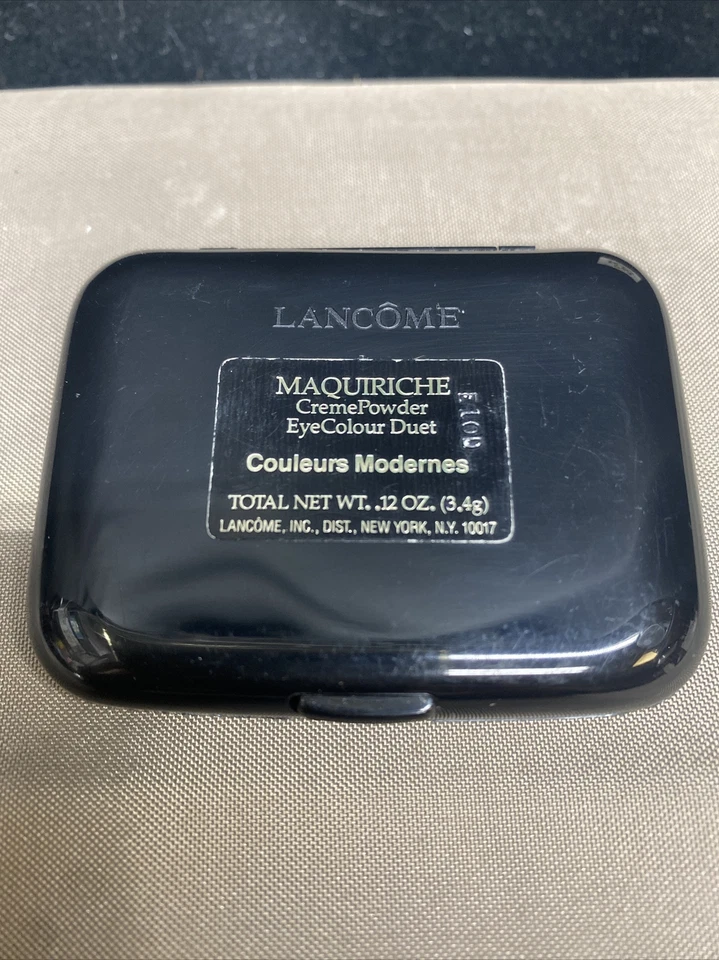 LANCÔME
MAQUIRICHE
CremePowder
EyeColour Duet
Couleurs Modernes
TOTAL NET WT. .12 OZ. (3.4g)
LANCÔME, INC., DIST., NEW YORK, N.Y. 10017